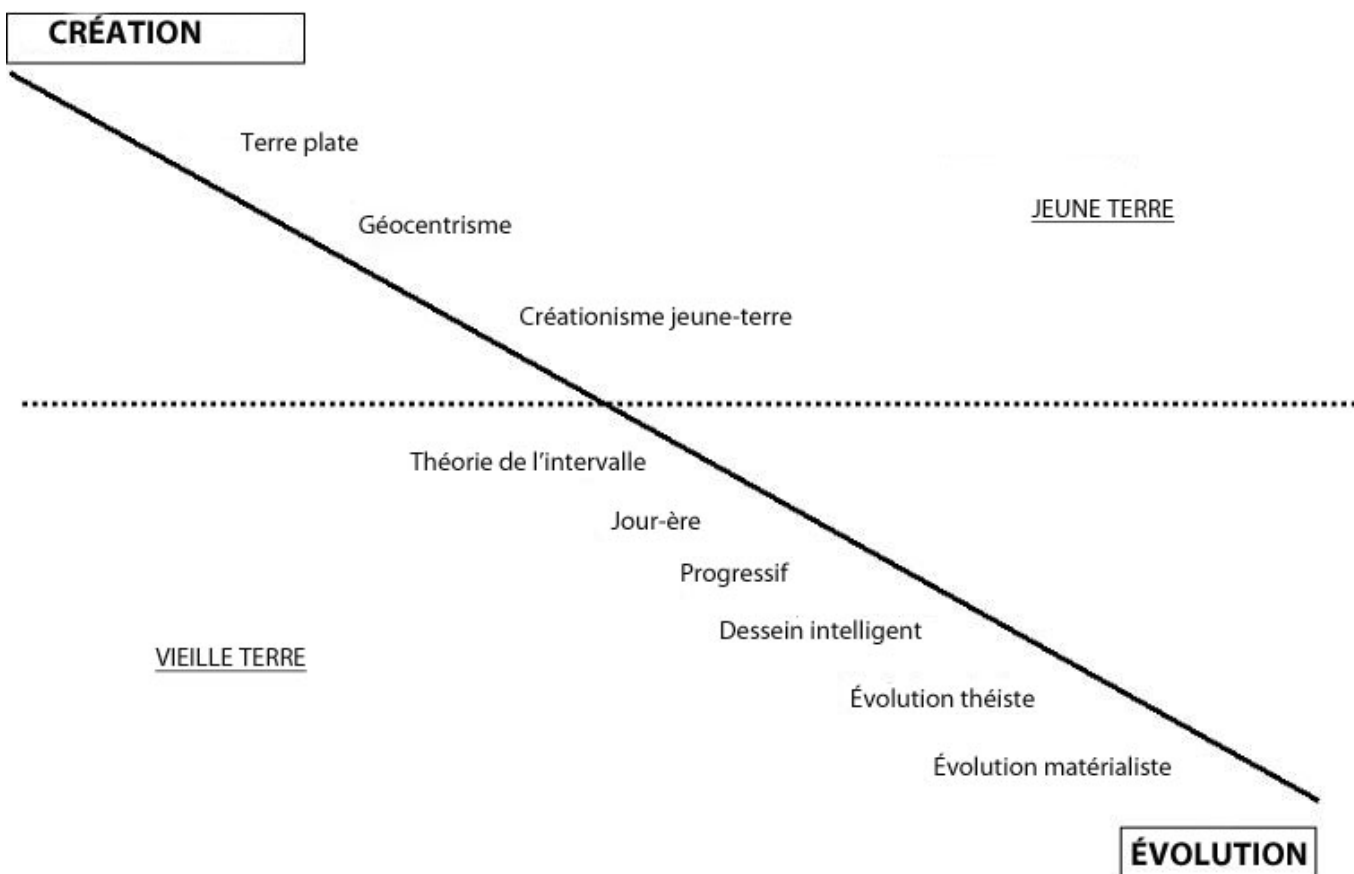 CRÉATION
Terre plate
JEUNE TERRE
Géocentrisme
Créationisme jeune-terre
Théorie de l'intervalle
Jour-ère
Progressif
Dessein intelligent
VIEILLE TERRE
Évolution théiste
Évolution matérialiste
ÉVOLUTION